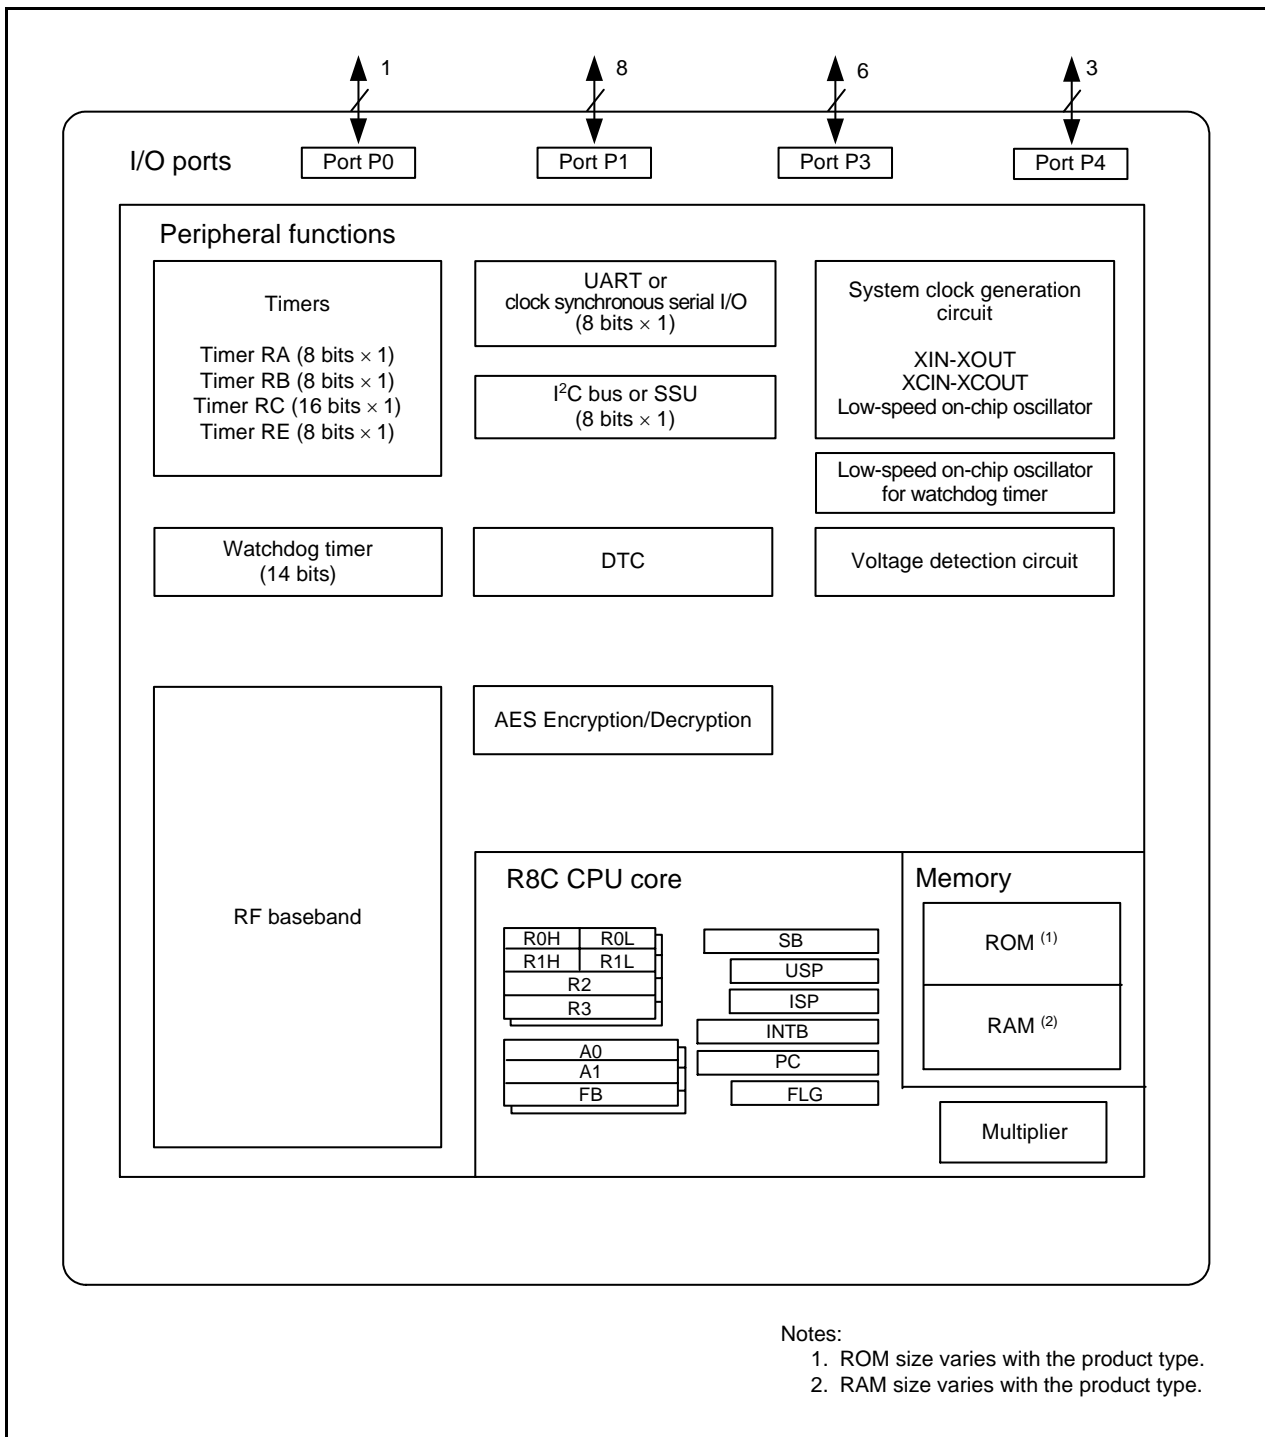 1
8
6
3
I/O ports
Port P0
Port P1
Port P3
Port P4
Peripheral functions
Timers
Timer RA (8 bits × 1)
Timer RB (8 bits × 1)
Timer RC (16 bits × 1)
Timer RE (8 bits × 1)
UART or
clock synchronous serial I/O
(8 bits × 1)
I²C bus or SSU
(8 bits × 1)
System clock generation
circuit
XIN-XOUT
XCIN-XCOUT
Low-speed on-chip oscillator
Low-speed on-chip oscillator
for watchdog timer
Watchdog timer
(14 bits)
DTC
Voltage detection circuit
RF baseband
AES Encryption/Decryption
R8C CPU core
R0H
R0L
R1H
R1L
R2
R3
A0
A1
FB
SB
USP
ISP
INTB
PC
FLG
Memory
ROM (1)
RAM (2)
Multiplier
Notes:
1. ROM size varies with the product type.
2. RAM size varies with the product type.